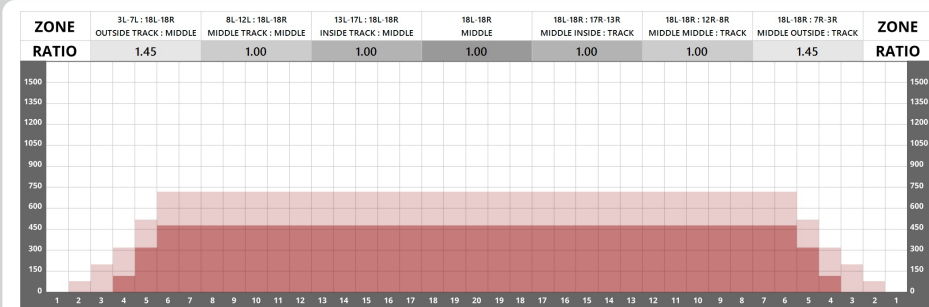 ZONE 3L-7L : 18L-18R 8L-12L : 18L-18R 13L-17L : 18L-18R 18L-18R 18L-18R : 17R-13R 18L-18R : 12R-8R 18L-18R : 7R-3R ZONE
OUTSIDE TRACK : MIDDLE MIDDLE TRACK : MIDDLE INSIDE TRACK : MIDDLE MIDDLE MIDDLE INSIDE : TRACK MIDDLE MIDDLE : TRACK MIDDLE OUTSIDE : TRACK
RATIO 1.45 1.00 1.00 1.00 1.00 1.00 1.45 RATIO
1500 1500
1350 1350
1200 1200
1050 1050
900 900
750 750
600 600
450 450
300 300
150 150
0 0
1 2 3 4 5 6 7 8 9 10 11 12 13 14 15 16 17 18 19 20 19 18 17 16 15 14 13 12 11 10 9 8 7 6 5 4 3 2 1